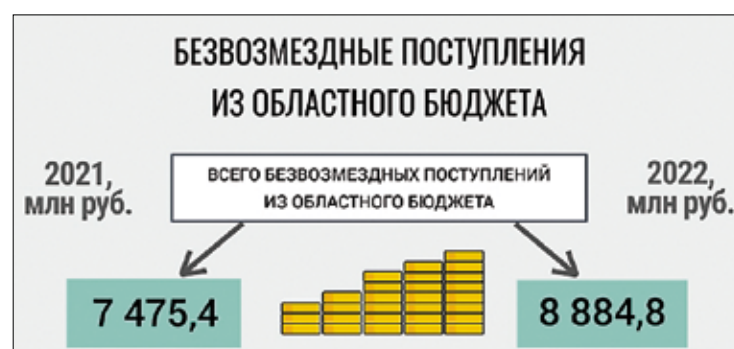 БЕЗВОЗМЕЗДНЫЕ ПОСТУПЛЕНИЯ
ИЗ ОБЛАСТНОГО БЮДЖЕТА
2021,
млн руб.
ВСЕГО БЕЗВОЗМЕЗДНЫХ ПОСТУПЛЕНИЙ
ИЗ ОБЛАСТНОГО БЮДЖЕТА
2022,
млн руб.
7 475,4
8 884,8